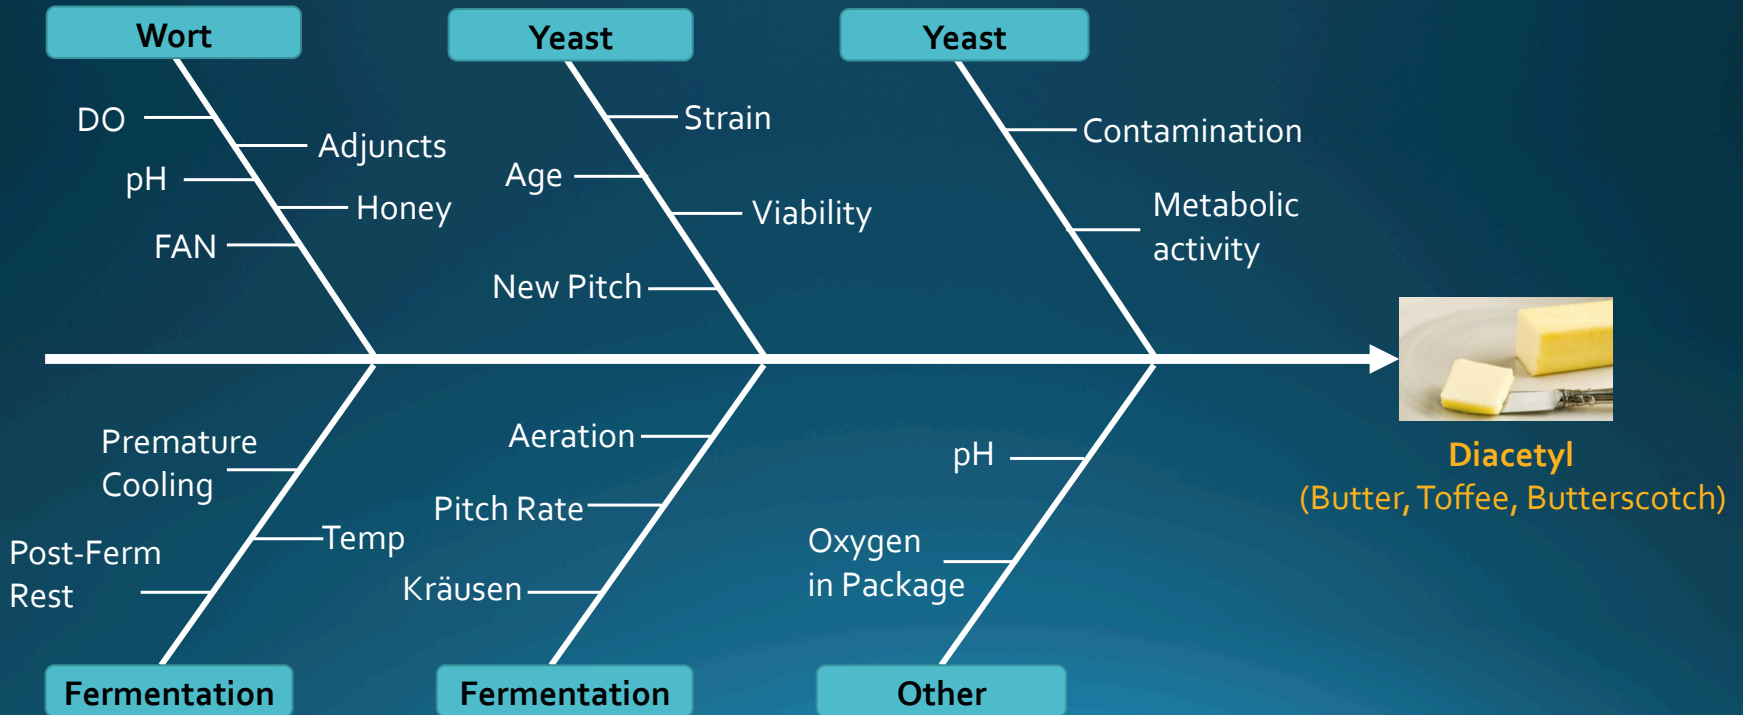 Wort
Yeast
Yeast
DO
Adjuncts
pH
Honey
FAN
Strain
Age
Viability
New Pitch
Contamination
Metabolic
activity
Diacetyl
(Butter, Toffee, Butterscotch)
Premature
Cooling
Temp
Post-Ferm
Rest
Aeration
Pitch Rate
Kräusen
pH
Oxygen
in Package
Fermentation
Fermentation
Other